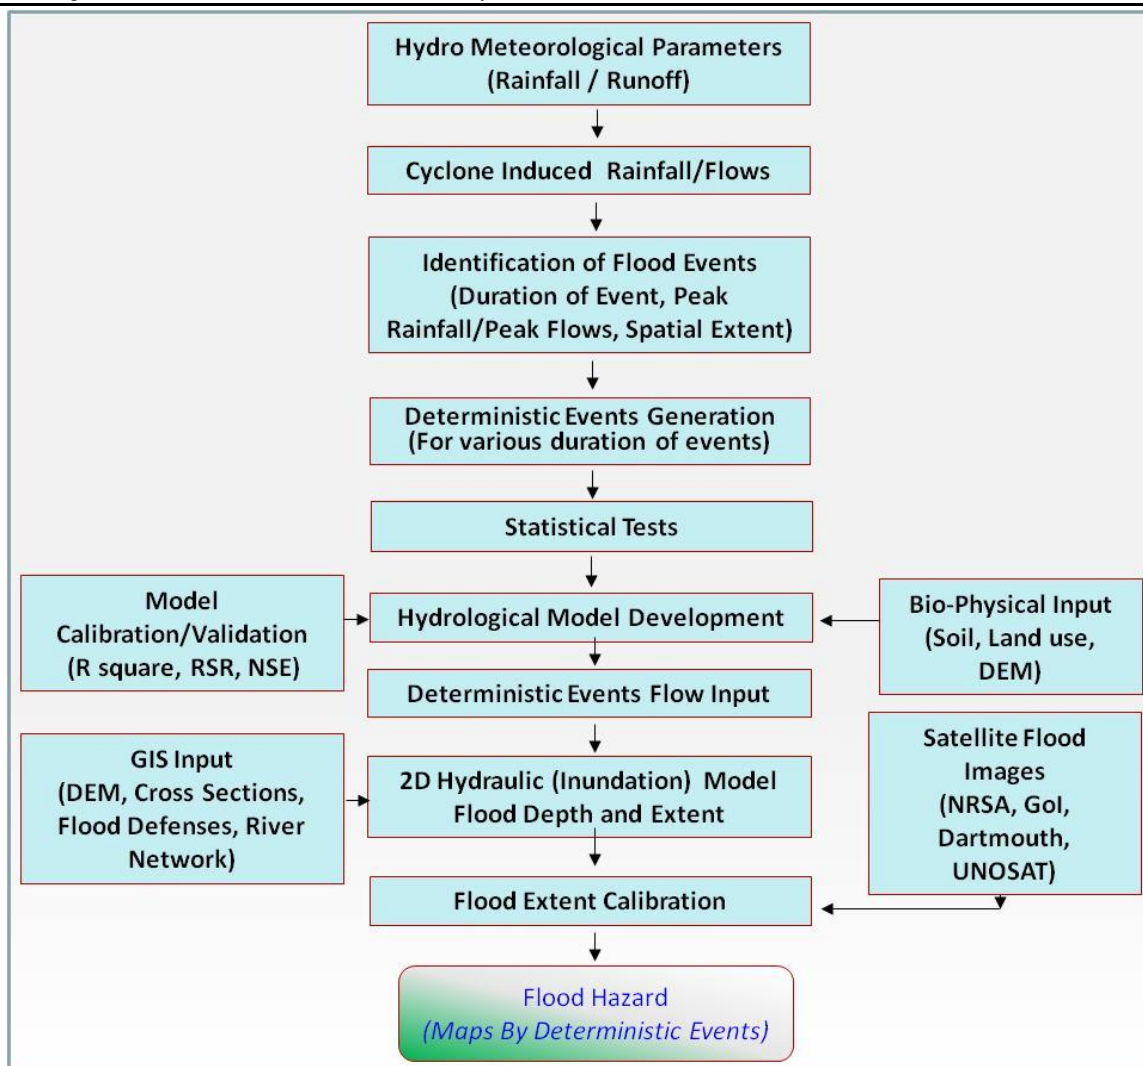 Hydro Meteorological Parameters
(Rainfall / Runoff)
Cyclone Induced Rainfall/Flows
Identification of Flood Events
(Duration of Event, Peak
Rainfall/Peak Flows, Spatial Extent)
Deterministic Events Generation
(For various duration of events)
Statistical Tests
Model
Calibration/Validation
(R square, RSR, NSE)
Hydrological Model Development
Bio-Physical Input
(Soil, Land use,
DEM)
Deterministic Events Flow Input
GIS Input
(DEM, Cross Sections,
Flood Defenses, River
Network)
2D Hydraulic (Inundation) Model
Flood Depth and Extent
Satellite Flood
Images
(NRSA, GoI,
Dartmouth,
UNOSAT)
Flood Extent Calibration
Flood Hazard
(Maps By Deterministic Events)